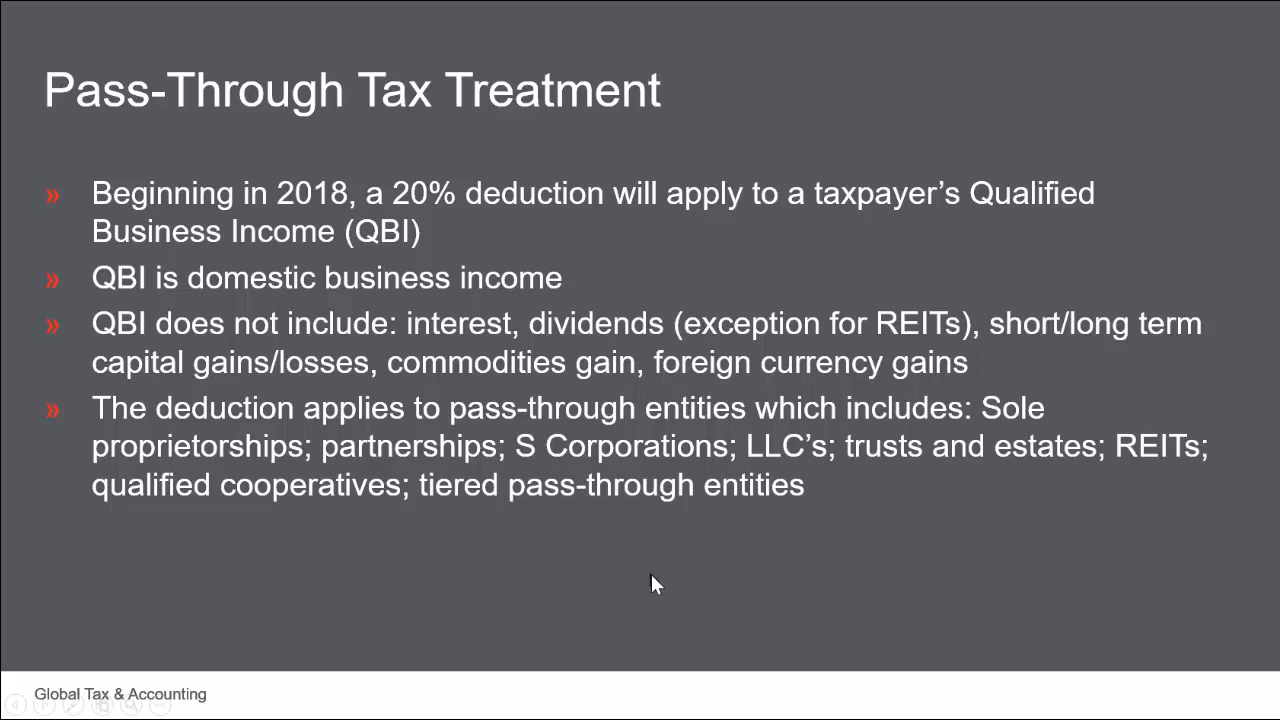 Pass-Through Tax Treatment
» Beginning in 2018, a 20% deduction will apply to a taxpayer’s Qualified
Business Income (QBI)
» QBI is domestic business income
» QBI does not include: interest, dividends (exception for REITs), short/long term
capital gains/losses, commodities gain, foreign currency gains
» The deduction applies to pass-through entities which includes: Sole
proprietorships; partnerships; S Corporations; LLC’s; trusts and estates; REITs;
qualified cooperatives; tiered pass-through entities
Global Tax & Accounting